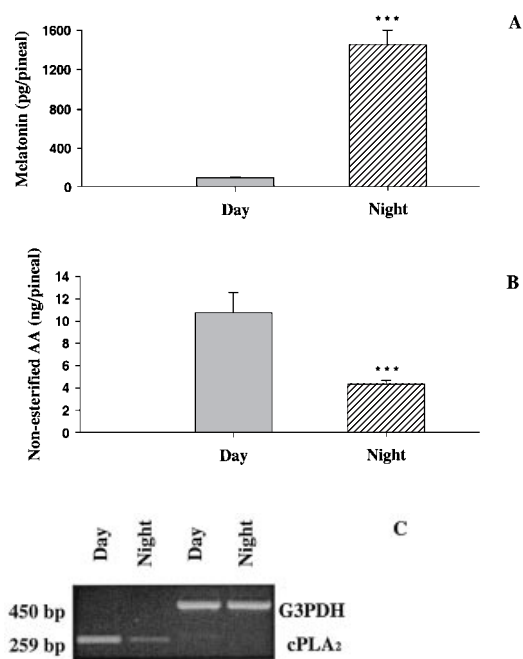 A
Melatonin (pg/pineal)
1600
1200
800
400
0
***
Day
Night
B
Non-esterified AA (ng/pineal)
14
12
10
8
6
4
2
0
***
Day
Night
C
Day
Night
Day
Night
450 bp
G3PDH
259 bp
cPLA₂